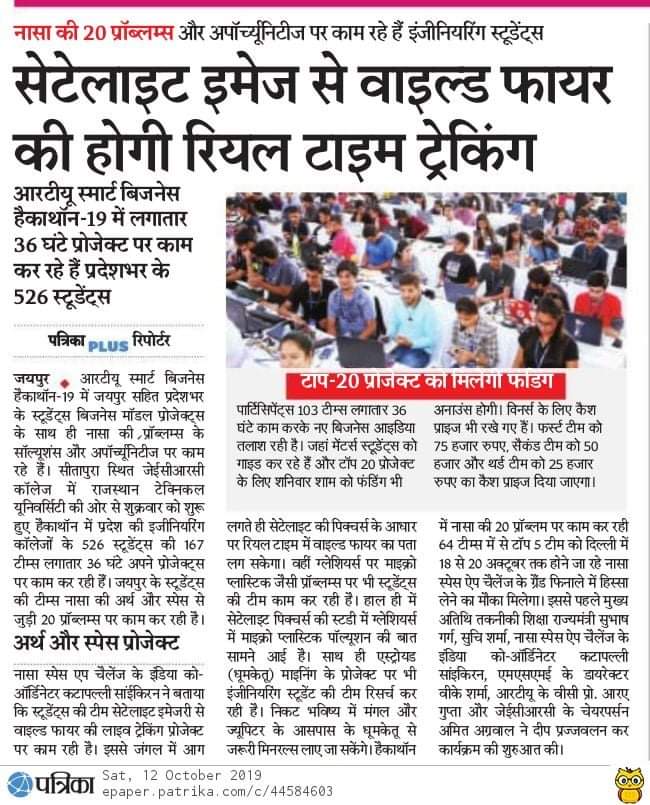 नासा की 20 प्रॉब्लम्स और अपॉर्च्यूनिटीज पर काम रहे हैं इंजीनियरिंग स्टूडेंट्स
सेटेलाइट इमेज से वाइल्ड फायर
की होगी रियल टाइम ट्रेकिंग
आरटीयू स्मार्ट बिजनेस
हैकाथॉन-19 में लगातार
36 घंटे प्रोजेक्ट पर काम
कर रहे हैं प्रदेशभर के
526 स्टूडेंट्स
पत्रिका PLUS रिपोर्टर
जयपुर ◆ आरटीयू स्मार्ट बिजनेस
हैकाथॉन-19 में जयपुर सहित प्रदेशभर
के स्टूडेंट्स बिजनेस मॉडल प्रोजेक्ट्स
के साथ ही नासा की प्रॉब्लम्स के
सॉल्यूशंस और अपॉर्च्यूनिटीज पर काम
रहे हैं। सीतापुरा स्थित जेईसीआरसी
कॉलेज में राजस्थान टेक्निकल
यूनिवर्सिटी की ओर से शुक्रवार को शुरू
हुए हैकाथॉन में प्रदेश की इंजीनियरिंग
कॉलेजों के 526 स्टूडेंट्स की 167
टीम्स लगातार 36 घंटे अपने प्रोजेक्ट्स
पर काम कर रही हैं। जयपुर के स्टूडेंट्स
की टीम्स नासा की अर्थ और स्पेस से
जुड़ी 20 प्रॉब्लम्स पर काम कर रही है।
अर्थ और स्पेस प्रोजेक्ट
नासा स्पेस एप चैलेंज के इंडिया को-
ऑर्डिनेटर कटापल्ली सांईकिरन ने बताया
कि स्टूडेंट्स की टीम सेटेलाइट इमेजरी से
वाइल्ड फायर की लाइव ट्रेकिंग प्रोजेक्ट
पर काम रही है। इससे जंगल में आग
टॉप-20 प्रोजेक्ट को मिलेगी फंडिंग
पार्टिसिपेंट्स 103 टीम्स लगातार 36
घंटे काम करके नए बिजनेस आइडिया
तलाश रही है। जहां मेंटर्स स्टूडेंट्स को
गाइड कर रहे हैं और टॉप 20 प्रोजेक्ट
के लिए शनिवार शाम को फंडिंग भी
अनाउंस होगी। विनर्स के लिए कैश
प्राइज भी रखे गए हैं। फर्स्ट टीम को
75 हजार रुपए, सैकंड टीम को 50
हजार और थर्ड टीम को 25 हजार
रुपए का कैश प्राइज दिया जाएगा।
लगते ही सेटेलाइट की पिक्चर्स के आधार
पर रियल टाइम में वाइल्ड फायर का पता
लग सकेगा। वहीं ग्लेशियर्स पर माइक्रो
प्लास्टिक जैसी प्रॉब्लम्स पर भी स्टूडेंट्स
की टीम काम कर रही है। हाल ही में
सेटेलाइट पिक्चर्स की स्टडी में ग्लेशियर्स
में माइक्रो प्लास्टिक पॉल्यूशन की बात
सामने आई है। साथ ही एस्ट्रोयड
(धूमकेतू) माइनिंग के प्रोजेक्ट पर भी
इंजीनियरिंग स्टूडेंट की टीम रिसर्च कर
रही है। निकट भविष्य में मंगल और
ज्यूपिटर के आसपास के धूमकेतू से
जरूरी मिनरल्स लाए जा सकेंगे। हैकाथॉन
में नासा की 20 प्रॉब्लम पर काम कर रही
64 टीम्स में से टॉप 5 टीम को दिल्ली में
18 से 20 अक्टूबर तक होने जा रहे नासा
स्पेस ऐप चैलेंज के ग्रैंड फिनाले में हिस्सा
लेने का मौका मिलेगा। इससे पहले मुख्य
अतिथि तकनीकी शिक्षा राज्यमंत्री सुभाष
गर्ग, सुचि शर्मा, नासा स्पेस ऐप चैलेंज के
इंडिया को-ऑर्डिनेटर कटापल्ली
सांइकिरन, एमएसएमई के डायरेक्टर
वीके शर्मा, आरटीयू के वीसी प्रो. आरए
गुप्ता और जेईसीआरसी के चेयरपर्सन
अमित अग्रवाल ने दीप प्रज्जवलन कर
कार्यक्रम की शुरुआत की।
पत्रिका Sat, 12 October 2019
epaper.patrika.com/c/44584603